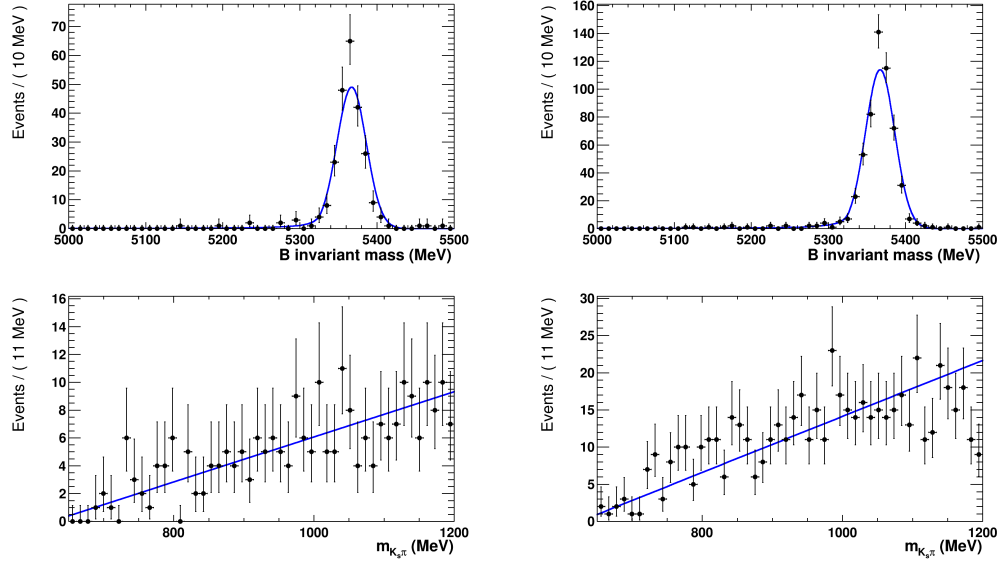 Events / ( 10 MeV )
70
60
50
40
30
20
10
0
5000 5100 5200 5300 5400 5500
B invariant mass (MeV)
Events / ( 10 MeV )
160
140
120
100
80
60
40
20
0
5000 5100 5200 5300 5400 5500
B invariant mass (MeV)
Events / ( 11 MeV )
16
14
12
10
8
6
4
2
0
800 1000 1200
m_{K_sπ} (MeV)
Events / ( 11 MeV )
30
25
20
15
10
5
0
800 1000 1200
m_{K_sπ} (MeV)